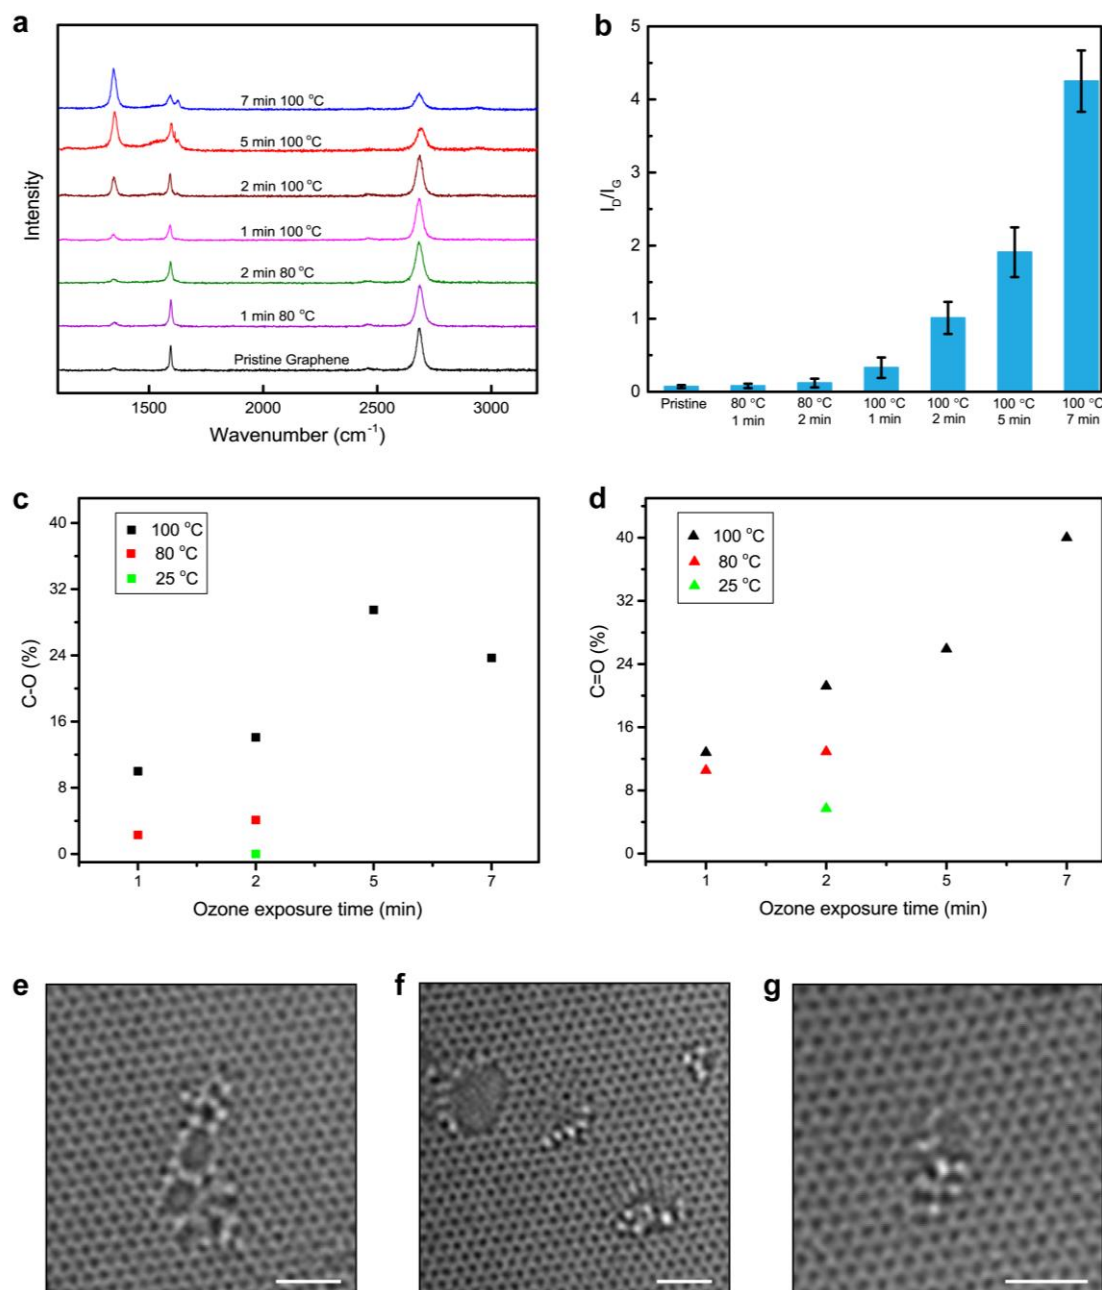 a
7 min 100 °C
5 min 100 °C
2 min 100 °C
1 min 100 °C
2 min 80 °C
1 min 80 °C
Pristine Graphene
Intensity
1500 2000 2500 3000
Wavenumber (cm⁻¹)
b
5
4
3
2
1
0
I_D/I_G
Pristine 80 °C 80 °C 100 °C 100 °C 100 °C 100 °C
1 min 2 min 1 min 2 min 5 min 7 min
c
100 °C
80 °C
25 °C
40
32
24
16
8
0
C-O (%)
1 2 5 7
Ozone exposure time (min)
d
100 °C
80 °C
25 °C
40
32
24
16
8
0
C=O (%)
1 2 5 7
Ozone exposure time (min)
e
f
g